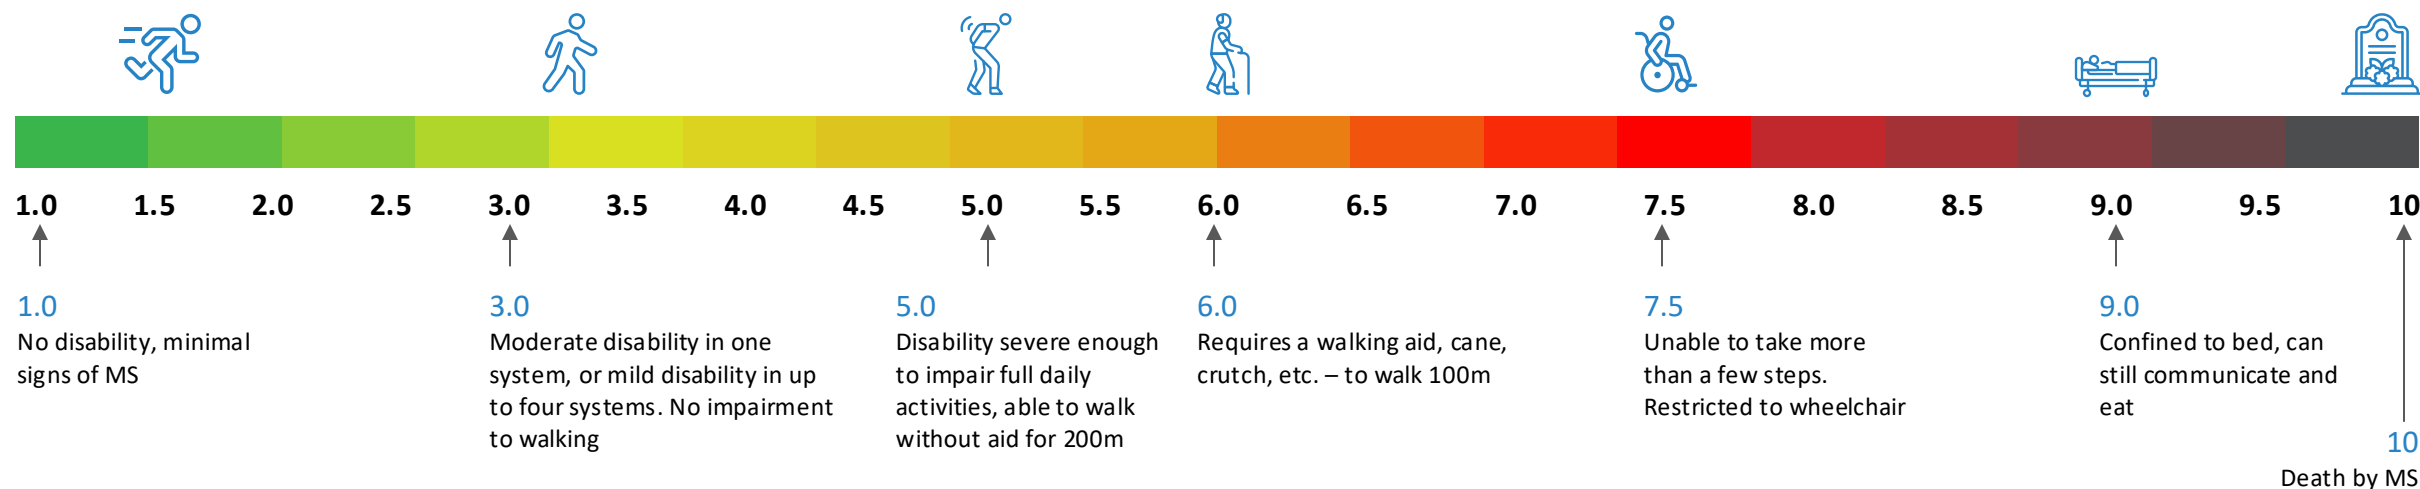 1.0 1.5 2.0 2.5 3.0 3.5 4.0 4.5 5.0 5.5 6.0 6.5 7.0 7.5 8.0 8.5 9.0 9.5 10
1.0
No disability, minimal
signs of MS
3.0
Moderate disability in one
system, or mild disability in up
to four systems. No impairment
to walking
5.0
Disability severe enough
to impair full daily
activities, able to walk
without aid for 200m
6.0
Requires a walking aid, cane,
crutch, etc. – to walk 100m
7.5
Unable to take more
than a few steps.
Restricted to wheelchair
9.0
Confined to bed, can
still communicate and
eat
10
Death by MS